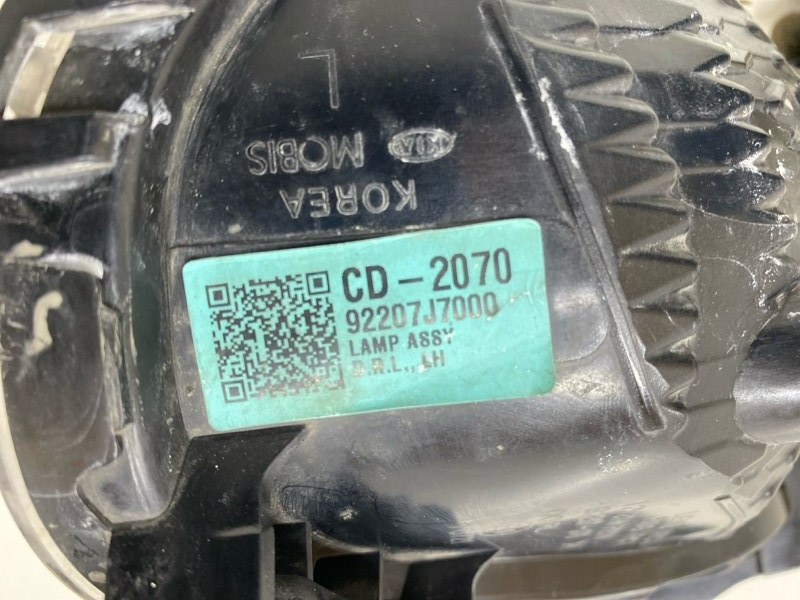 CD-2070
92207J7000
LAMP ASSY
D.R.L., LH
KOREA
MOBIS KIA
L